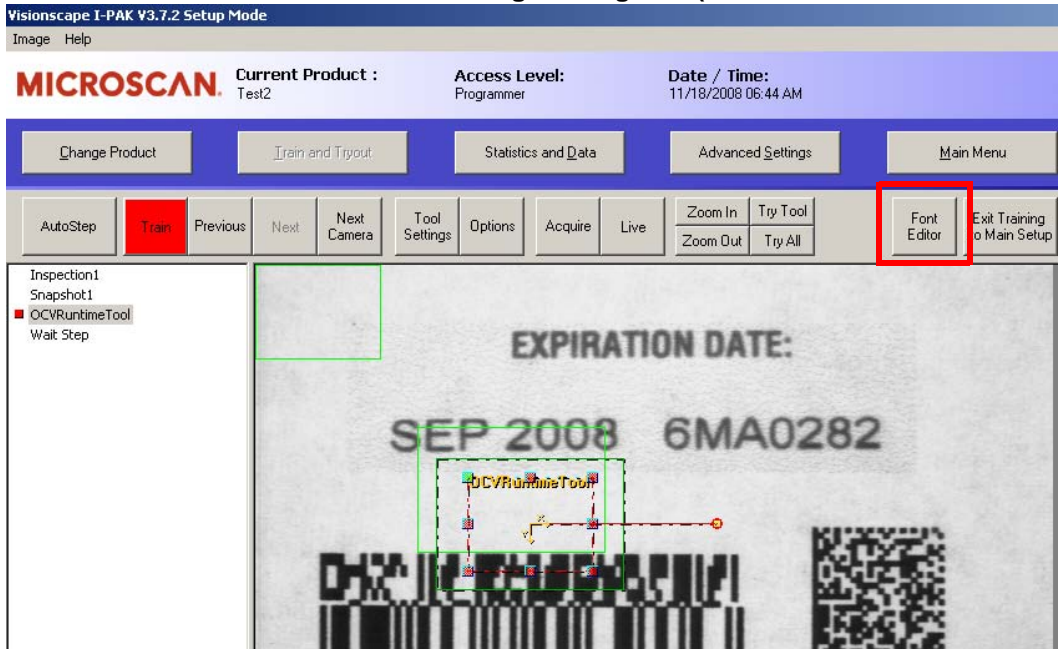 Visionscape I-PAK V3.7.2 Setup Mode
Image Help
MICROSCAN. Current Product : Access Level: Date / Time:
Test2 Programmer 11/18/2008 06:44 AM
Change Product Train and Tryout Statistics and Data Advanced Settings Main Menu
AutoStep Train Previous Next Next Camera Tool Settings Options Acquire Live Zoom In Try Tool Font Editor Exit Training
Zoom Out Try All to Main Setup
Inspection1
Snapshot1
OCVRuntimeTool
Wait Step
EXPIRATION DATE:
SEP 2008 6MA0282
OCVRuntimeTool